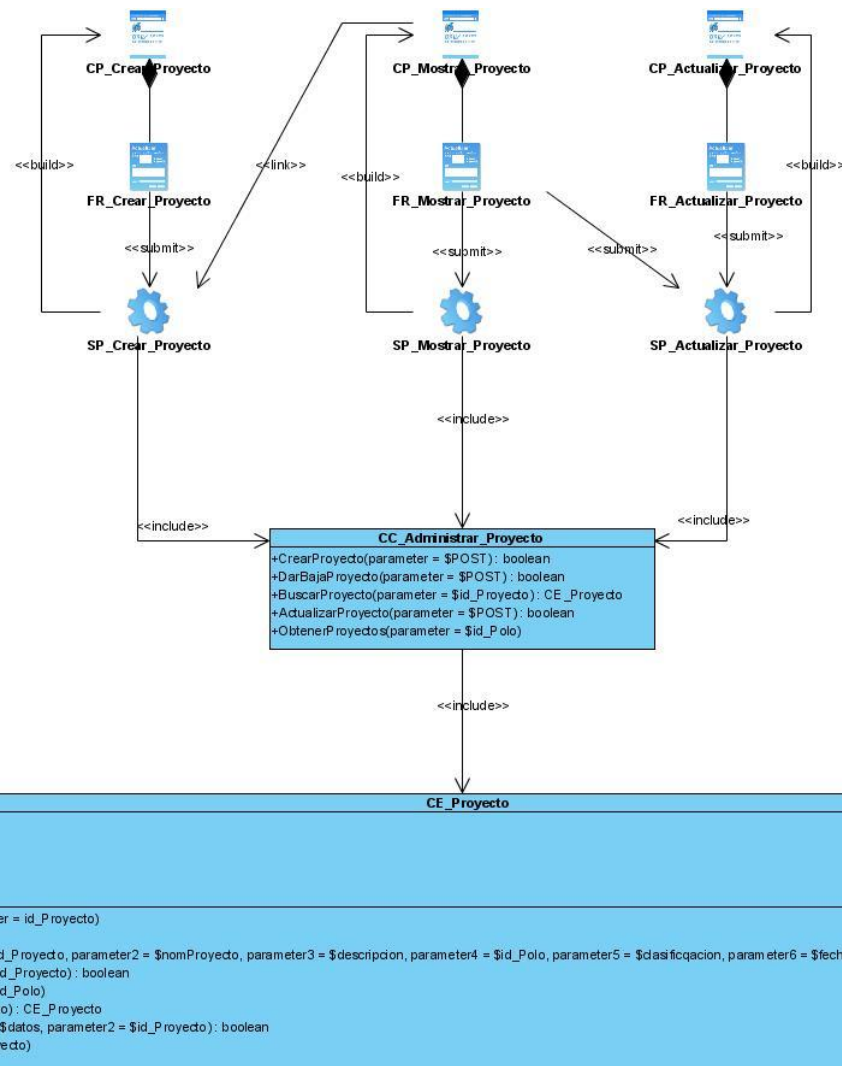 CP_Crear_Proyecto
CP_Mostrar_Proyecto
CP_Actualizar_Proyecto
<<build>>
<<link>>
<<build>>
<<build>>
FR_Crear_Proyecto
FR_Mostrar_Proyecto
FR_Actualizar_Proyecto
<<submit>>
<<submit>>
<<submit>>
<<submit>>
SP_Crear_Proyecto
SP_Mostrar_Proyecto
SP_Actualizar_Proyecto
<<include>>
<<include>>
<<include>>
CC_Administrar_Proyecto
+CrearProyecto(parameter = $POST) : boolean
+DarBajaProyecto(parameter = $POST) : boolean
+BuscarProyecto(parameter = $id_Proyecto) : CE_Proyecto
+ActualizarProyecto(parameter = $POST) : boolean
+ObtenerProyectos(parameter = $id_Polo)
<<include>>
CE_Proyecto
er = id_Proyecto)
d_Proyecto, parameter2 = $nomProyecto, parameter3 = $descripcion, parameter4 = $id_Polo, parameter5 = $clasificqacion, parameter6 = $fech
d_Proyecto) : boolean
d_Polo)
o) : CE_Proyecto
$datos, parameter2 = $id_Proyecto) : boolean
yecto)